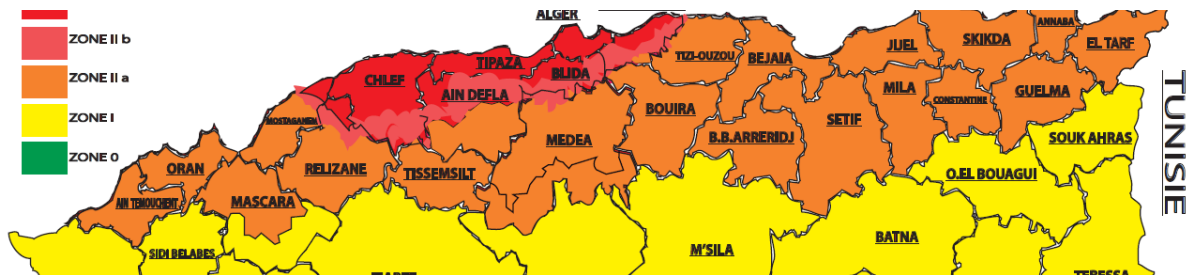 ALGER
ZONE II b
ZONE II a
ZONE I
ZONE 0
CHLEF
TIPAZA
BLIDA
AIN DEFLA
TIZI-OUZOU
BEJAIA
JIJEL
SKIKDA
ANNABA
EL TARF
MOSTAGANEM
BOUIRA
MILA
CONSTANTINE
GUELMA
SETIF
B.B.ARRERIDJ
MEDEA
SOUK AHRAS
ORAN
RELIZANE
TISSEMSILT
O.EL BOUAGUI
AIN TEMOUCHENT
MASCARA
SIDI BELABES
M'SILA
BATNA
TUNISIE
TEBESSA